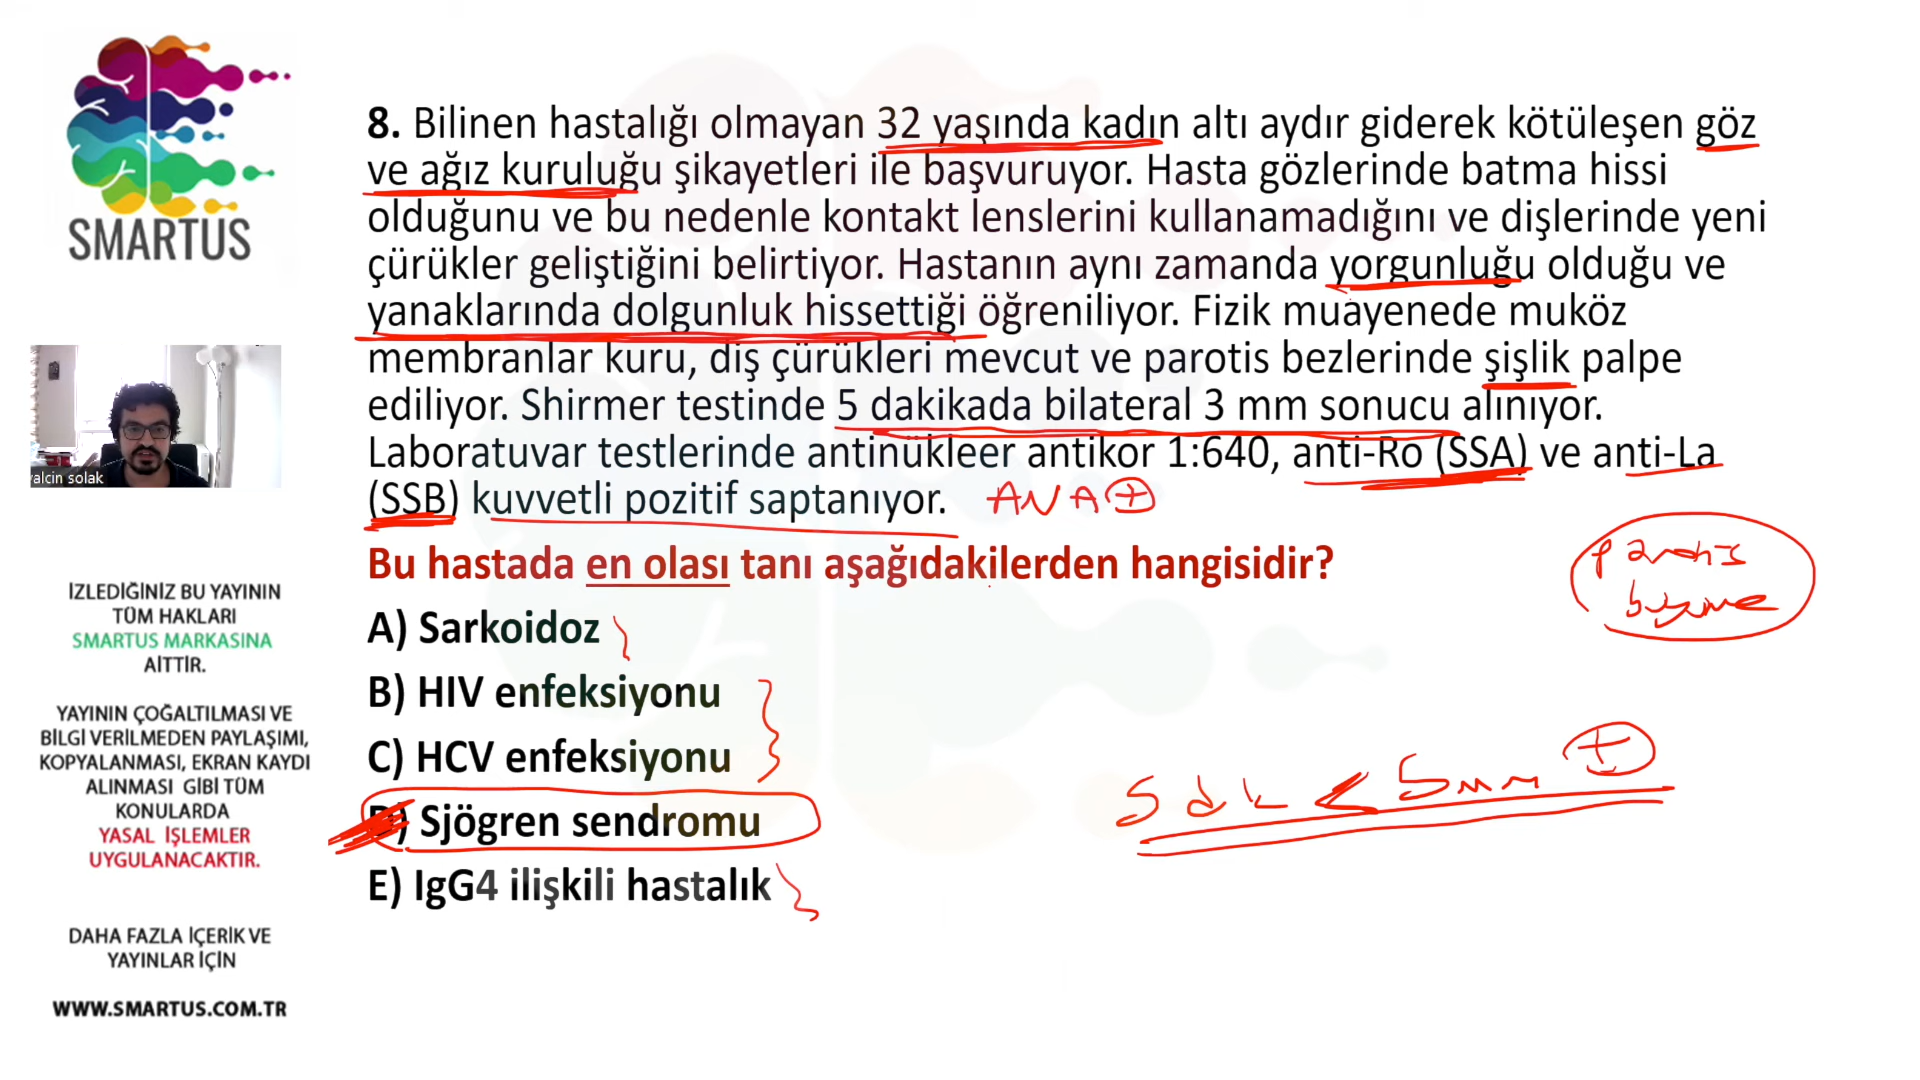 SMARTUS
8. Bilinen hastalığı olmayan 32 yaşında kadın altı aydır giderek kötüleşen göz
ve ağız kuruluğu şikayetleri ile başvuruyor. Hasta gözlerinde batma hissi
olduğunu ve bu nedenle kontakt lenslerini kullanamadığını ve dişlerinde yeni
çürükler geliştiğini belirtiyor. Hastanın aynı zamanda yorgunluğu olduğu ve
yanaklarında dolgunluk hissettiği öğreniliyor. Fizik muayenede muköz
membranlar kuru, diş çürükleri mevcut ve parotis bezlerinde şişlik palpe
ediliyor. Shirmer testinde 5 dakikada bilateral 3 mm sonucu alınıyor.
Laboratuvar testlerinde antinükleer antikor 1:640, anti-Ro (SSA) ve anti-La
(SSB) kuvvetli pozitif saptanıyor. ANA +
Bu hastada en olası tanı aşağıdakilerden hangisidir?
A) Sarkoidoz
B) HIV enfeksiyonu
C) HCV enfeksiyonu
D) Sjögren sendromu
E) IgG4 ilişkili hastalık
5 dk < 5mm +
alcin solak
İZLEDİĞİNİZ BU YAYININ
TÜM HAKLARI
SMARTUS MARKASINA
AİTTİR.
YAYININ ÇOĞALTILMASI VE
BİLGİ VERİLMEDEN PAYLAŞIMI,
KOPYALANMASI, EKRAN KAYDI
ALINMASI GİBİ TÜM
KONULARDA
YASAL İŞLEMLER
UYGULANACAKTIR.
DAHA FAZLA İÇERİK VE
YAYINLAR İÇİN
WWW.SMARTUS.COM.TR